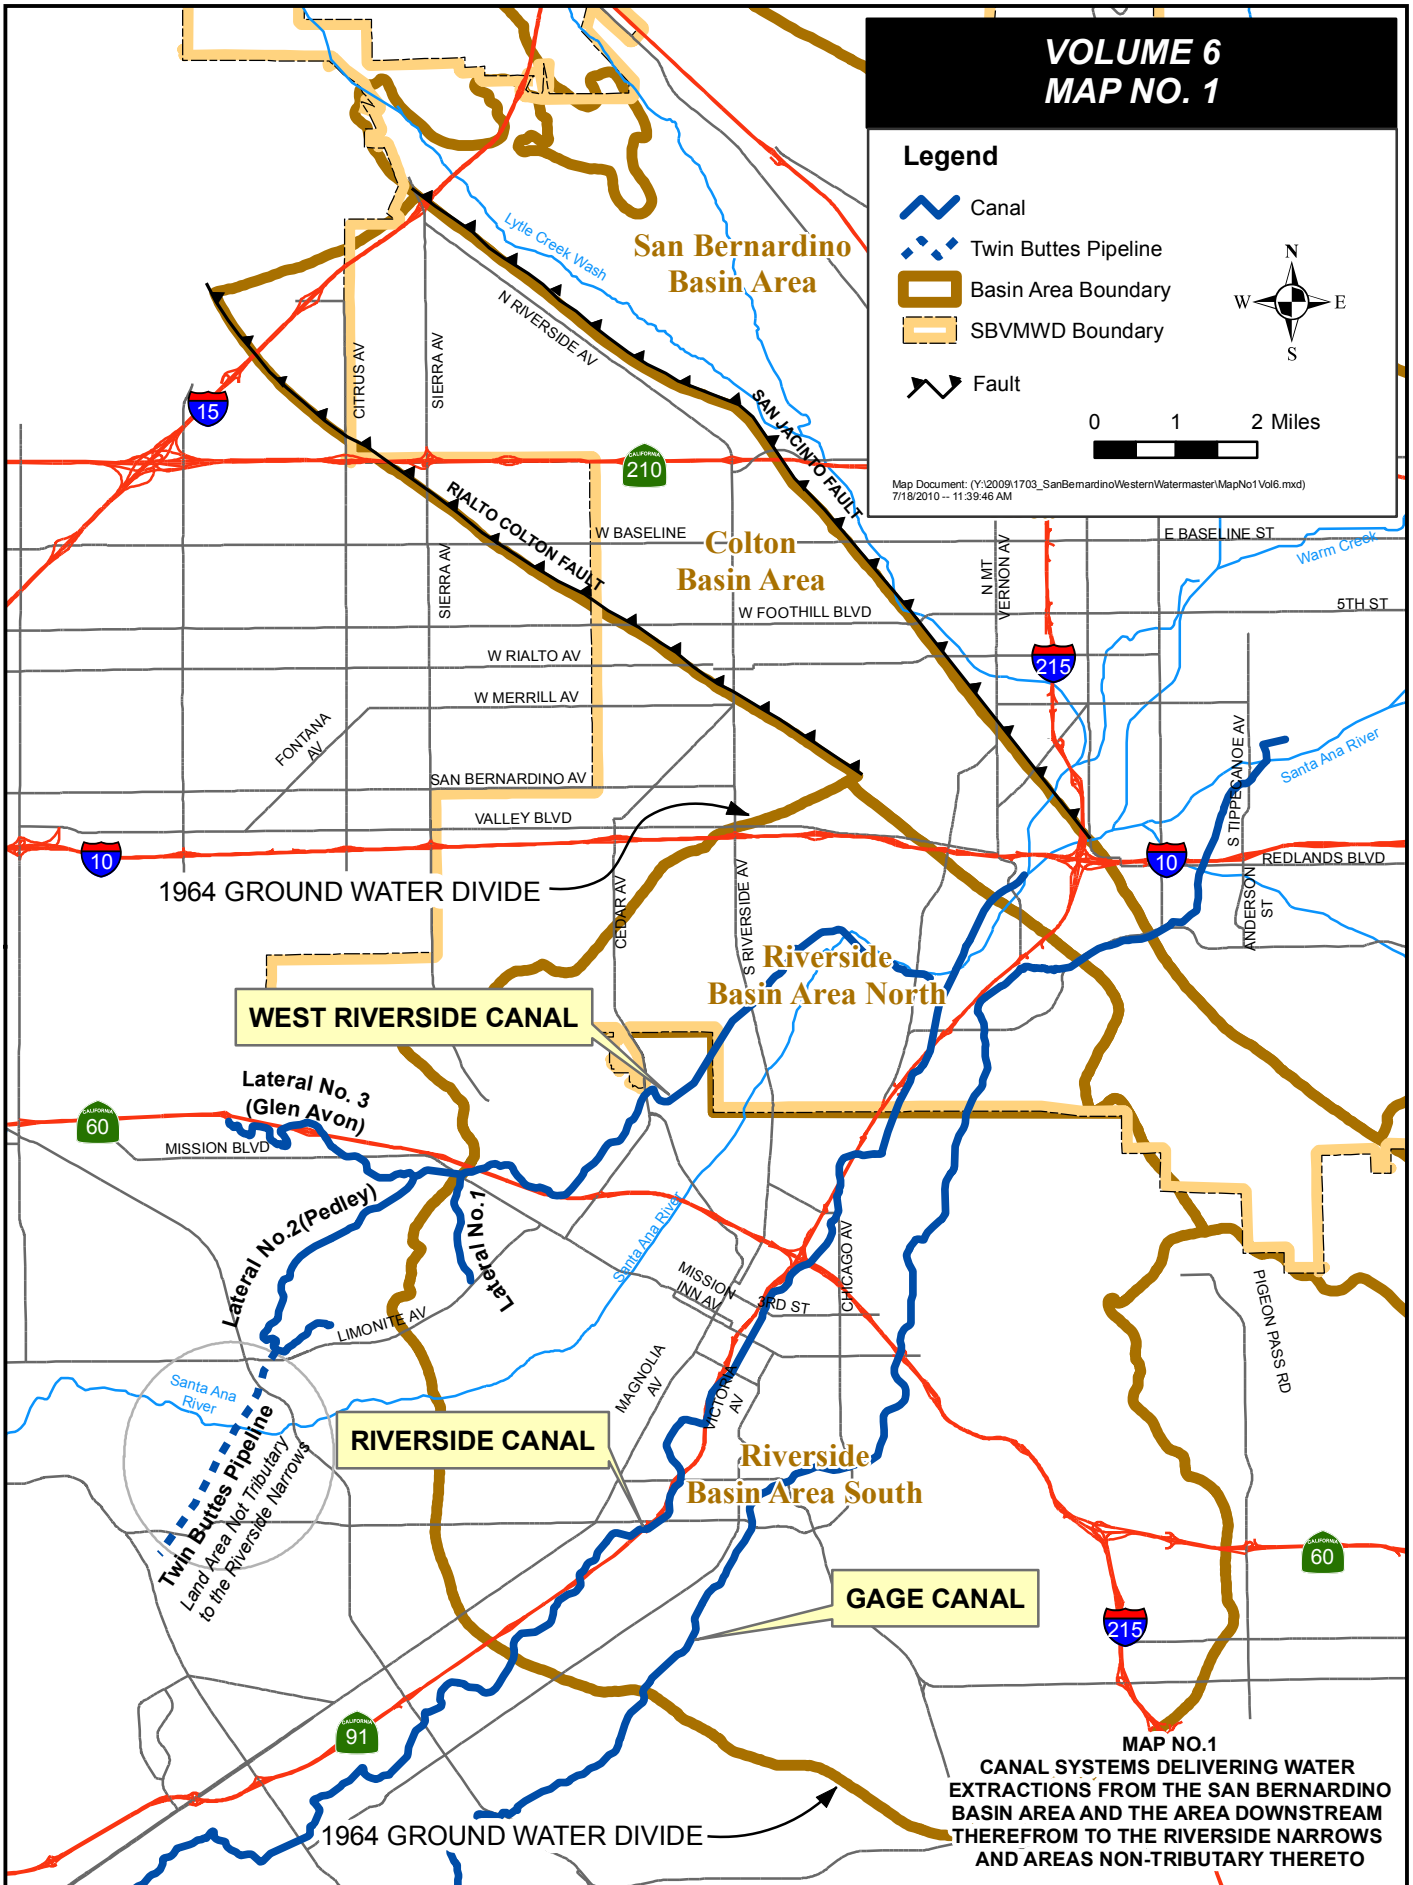 VOLUME 6
MAP NO. 1
Legend
Canal
Twin Buttes Pipeline
Basin Area Boundary
SBVMWD Boundary
Fault
N
W
E
S
0
1
2 Miles
Map Document: (Y:\2009\1703_SanBernardinoWesternWatermaster\MapNo1Vol6.mxd)
7/18/2010 -- 11:39:46 AM
San Bernardino
Basin Area
Lytle Creek Wash
N RIVERSIDE AV
CITRUS AV
SIERRA AV
15
CALIFORNIA
210
SAN JACINTO FAULT
RIALTO COLTON FAULT
W BASELINE
Colton
Basin Area
N MT
VERNON AV
E BASELINE ST
Warm Creek
SIERRA AV
W FOOTHILL BLVD
5TH ST
W RIALTO AV
215
W MERRILL AV
FONTANA
AV
SAN BERNARDINO AV
S TIPPECANOE AV
Santa Ana River
VALLEY BLVD
10
10
REDLANDS BLVD
1964 GROUND WATER DIVIDE
CEDAR AV
S RIVERSIDE AV
ANDERSON
ST
Riverside
Basin Area North
WEST RIVERSIDE CANAL
Lateral No. 3
(Glen Avon)
CALIFORNIA
60
MISSION BLVD
Lateral No.2(Pedley)
Lateral No.1
Santa Ana River
CHICAGO AV
MISSION
INN AV
3RD ST
PIGEON PASS RD
LIMONITE AV
MAGNOLIA
AV
VICTORIA
AV
Santa Ana
River
RIVERSIDE CANAL
Twin Buttes Pipeline
Land Area Not Tributary
to the Riverside Narrows
Riverside
Basin Area South
CALIFORNIA
60
GAGE CANAL
215
CALIFORNIA
91
1964 GROUND WATER DIVIDE
MAP NO.1
CANAL SYSTEMS DELIVERING WATER
EXTRACTIONS FROM THE SAN BERNARDINO
BASIN AREA AND THE AREA DOWNSTREAM
THEREFROM TO THE RIVERSIDE NARROWS
AND AREAS NON-TRIBUTARY THERETO